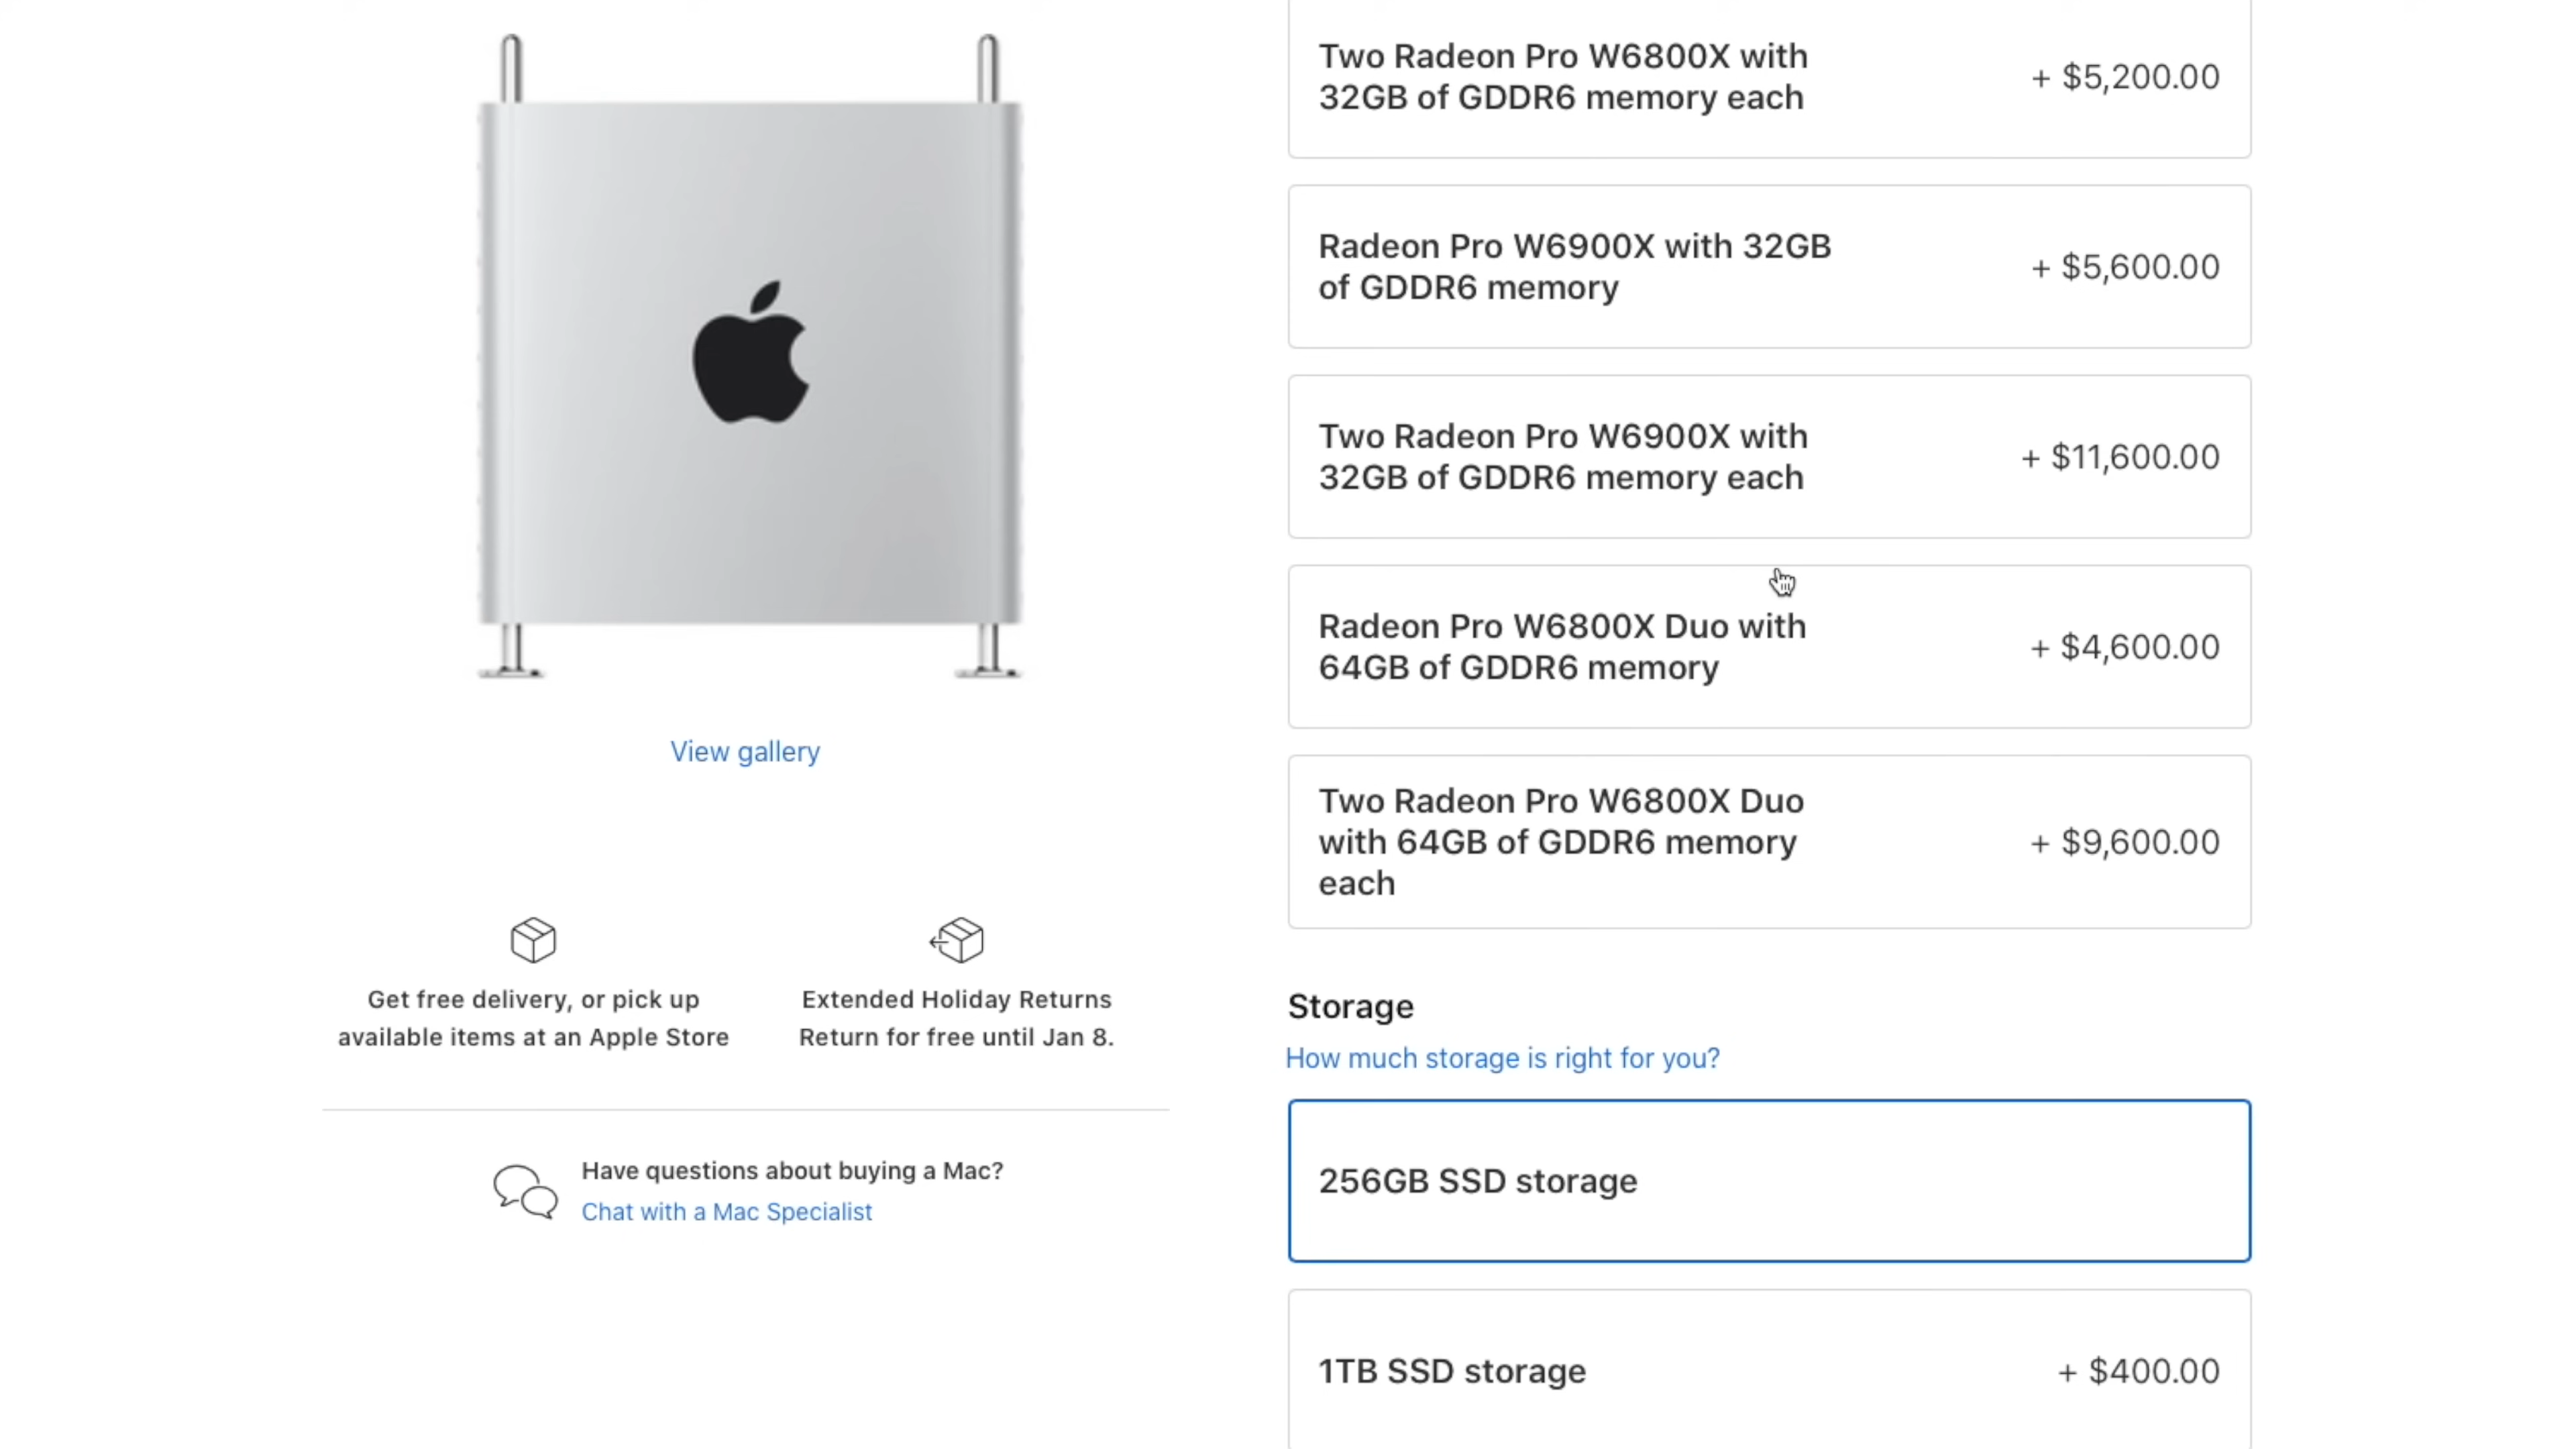 Two Radeon Pro W6800X with
32GB of GDDR6 memory each
+ $5,200.00
Radeon Pro W6900X with 32GB
of GDDR6 memory
+ $5,600.00
Two Radeon Pro W6900X with
32GB of GDDR6 memory each
+ $11,600.00
Radeon Pro W6800X Duo with
64GB of GDDR6 memory
+ $4,600.00
Two Radeon Pro W6800X Duo
with 64GB of GDDR6 memory
each
+ $9,600.00
Storage
How much storage is right for you?
256GB SSD storage
1TB SSD storage
+ $400.00
View gallery
Get free delivery, or pick up
available items at an Apple Store
Extended Holiday Returns
Return for free until Jan 8.
Have questions about buying a Mac?
Chat with a Mac Specialist